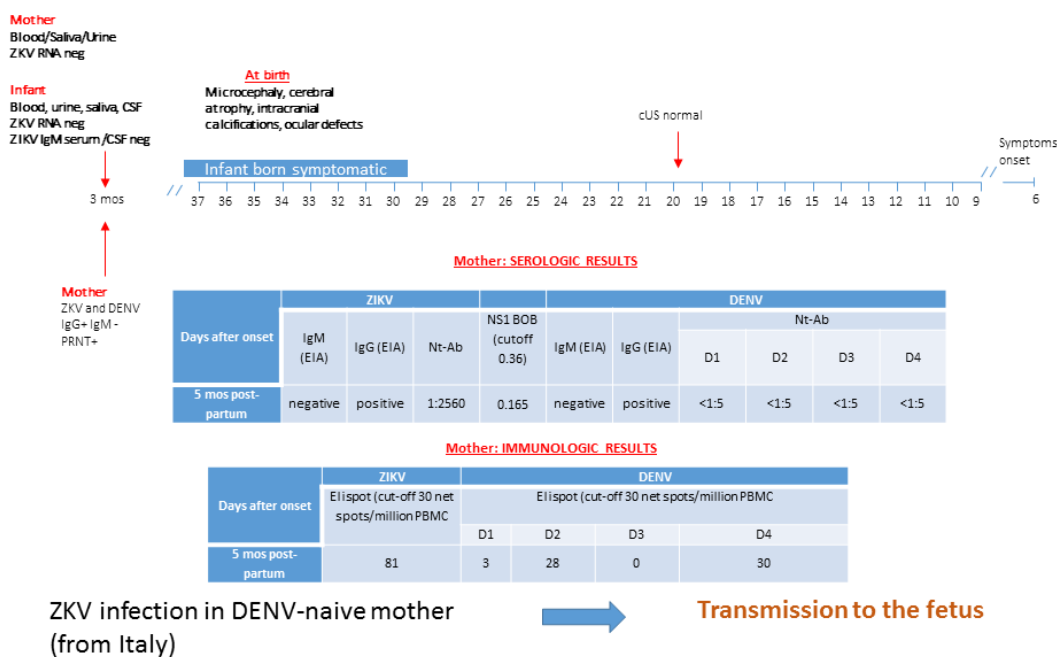 Mother
Blood/Saliva/Urine
ZKV RNA neg
Infant
Blood, urine, saliva, CSF
ZKV RNA neg
ZIKV IgM serum/CSF neg
At birth
Microcephaly, cerebral
atrophy, intracranial
calcifications, ocular defects
cUS normal
Symptoms
onset
Infant born symptomatic
3 mos
// 37 36 35 34 33 32 31 30 29 28 27 26 25 24 23 22 21 20 19 18 17 16 15 14 13 12 11 10 9 // 6
Mother
ZKV and DENV
IgG+ IgM -
PRNT+
Mother: SEROLOGIC RESULTS
Days after onset
ZIKV
DENV
IgM
(EIA)
IgG (EIA)
Nt-Ab
NS1 BOB
(cutoff
0.36)
IgM (EIA)
IgG (EIA)
Nt-Ab
D1 D2 D3 D4
5 mos post-
partum
negative positive 1:2560 0.165 negative positive <1:5 <1:5 <1:5 <1:5
Mother: IMMUNOLOGIC RESULTS
Days after onset
ZIKV
DENV
Elispot (cut-off 30 net
spots/million PBMC
Elispot (cut-off 30 net spots/million PBMC
D1 D2 D3 D4
5 mos post-
partum
81 3 28 0 30
ZKV infection in DENV-naive mother
(from Italy)
Transmission to the fetus